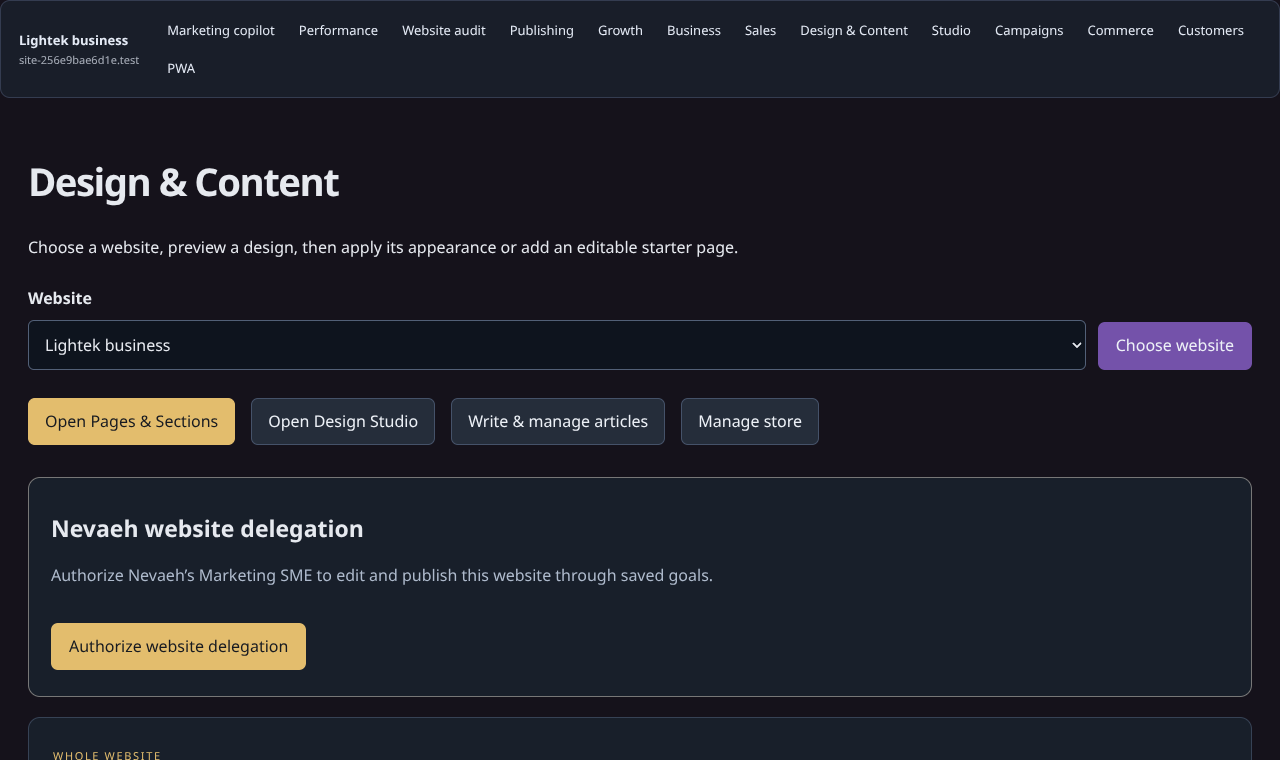 Lightek business
site-256e9bae6d1e.test
Marketing copilot Performance Website audit Publishing Growth Business Sales Design & Content Studio Campaigns Commerce Customers
PWA
Design & Content
Choose a website, preview a design, then apply its appearance or add an editable starter page.
Website
Lightek business
Choose website
Open Pages & Sections Open Design Studio Write & manage articles Manage store
Nevaeh website delegation
Authorize Nevaeh’s Marketing SME to edit and publish this website through saved goals.
Authorize website delegation
WHOLE WEBSITE